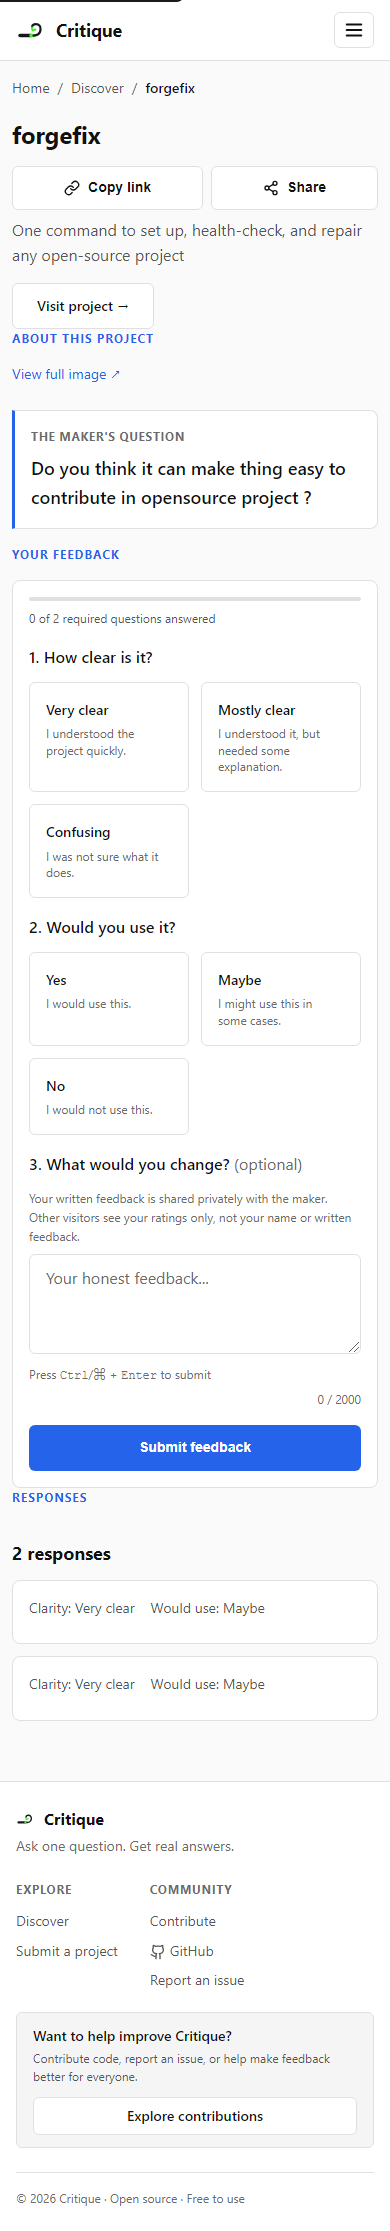 Critique
Home / Discover / forgefix
forgefix
Copy link
Share
One command to set up, health-check, and repair
any open-source project
Visit project →
ABOUT THIS PROJECT
View full image ↗
THE MAKER'S QUESTION
Do you think it can make thing easy to
contribute in opensource project ?
YOUR FEEDBACK
0 of 2 required questions answered
1. How clear is it?
Very clear
I understood the
project quickly.
Mostly clear
I understood it, but
needed some
explanation.
Confusing
I was not sure what it
does.
2. Would you use it?
Yes
I would use this.
Maybe
I might use this in
some cases.
No
I would not use this.
3. What would you change? (optional)
Your written feedback is shared privately with the maker.
Other visitors see your ratings only, not your name or written
feedback.
Your honest feedback...
Press Ctrl/⌘ + Enter to submit
0 / 2000
Submit feedback
RESPONSES
2 responses
Clarity: Very clear Would use: Maybe
Clarity: Very clear Would use: Maybe
Critique
Ask one question. Get real answers.
EXPLORE
Discover
Submit a project
COMMUNITY
Contribute
GitHub
Report an issue
Want to help improve Critique?
Contribute code, report an issue, or help make feedback
better for everyone.
Explore contributions
© 2026 Critique · Open source · Free to use